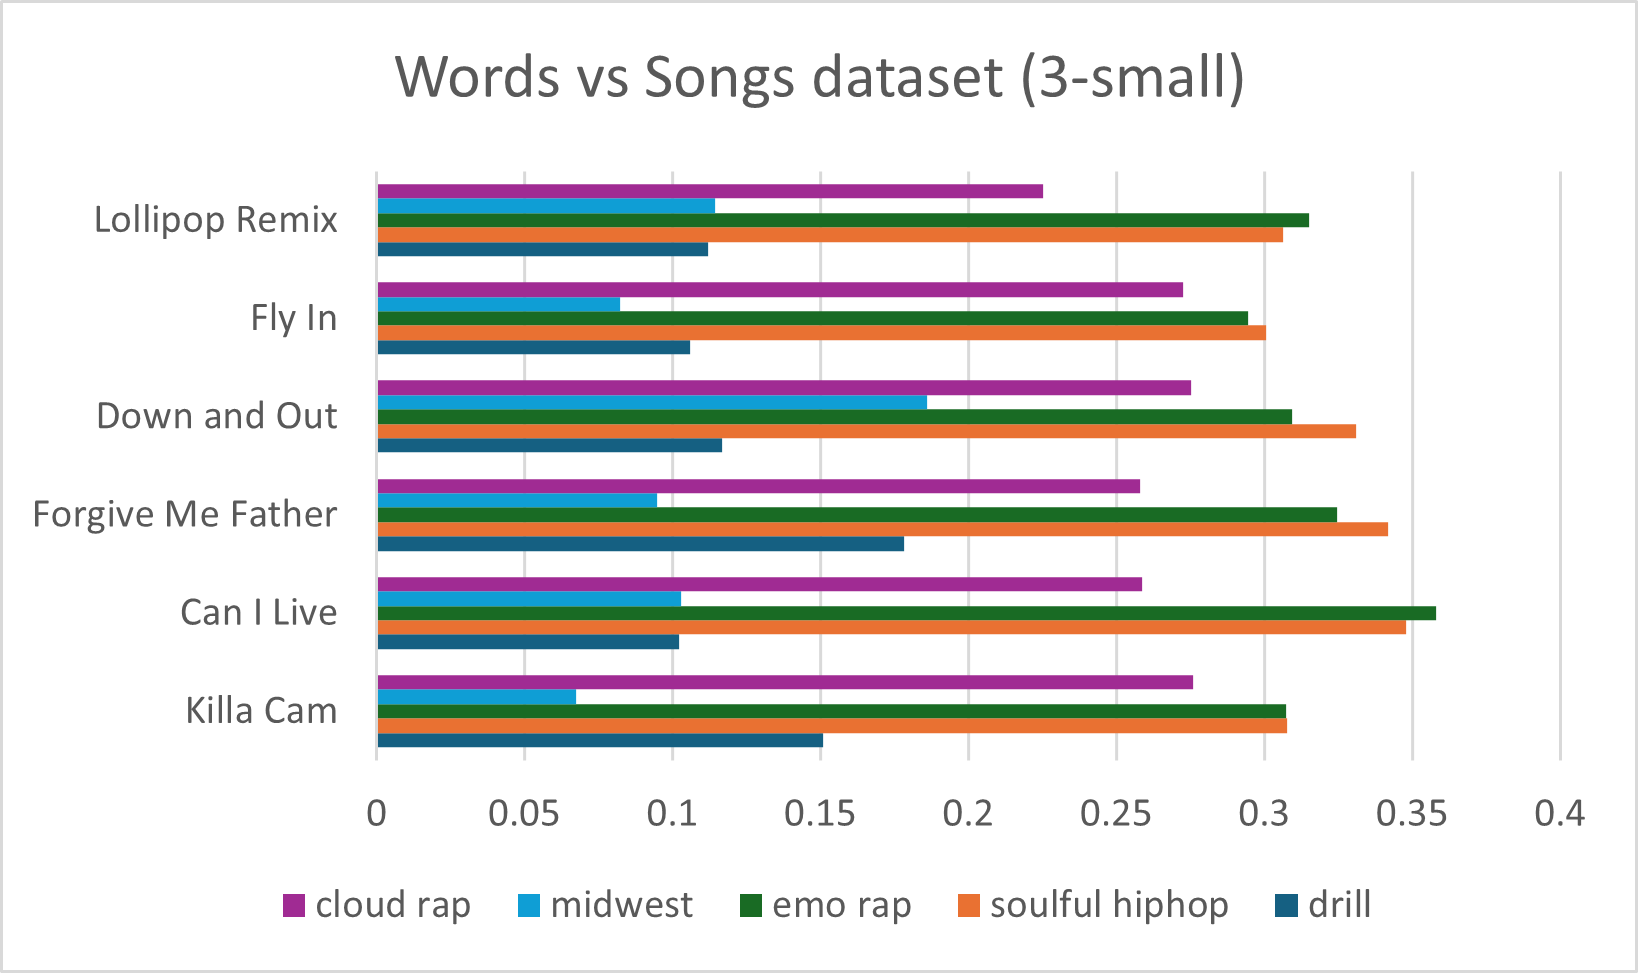 Words vs Songs dataset (3-small)
Lollipop Remix
Fly In
Down and Out
Forgive Me Father
Can I Live
Killa Cam
0 0.05 0.1 0.15 0.2 0.25 0.3 0.35 0.4
cloud rap midwest emo rap soulful hiphop drill